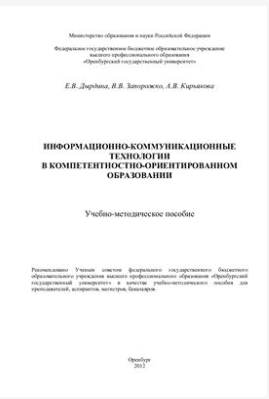 Министерство образования и науки Российской Федерации
Федеральное государственное бюджетное образовательное учреждение
высшего профессионального образования
«Оренбургский государственный университет»
Е.В. Дырдина, В.В. Запорожко, А.В. Кирьякова
ИНФОРМАЦИОННО-КОММУНИКАЦИОННЫЕ
ТЕХНОЛОГИИ
В КОМПЕТЕНТНОСТНО-ОРИЕНТИРОВАННОМ
ОБРАЗОВАНИИ
Учебно-методическое пособие
Рекомендовано Ученым советом федерального государственного бюджетного
образовательного учреждения высшего профессионального образования «Оренбургский
государственный университет» в качестве учебно-методического пособия для
преподавателей, аспирантов, магистров, бакалавров.
Оренбург
2012